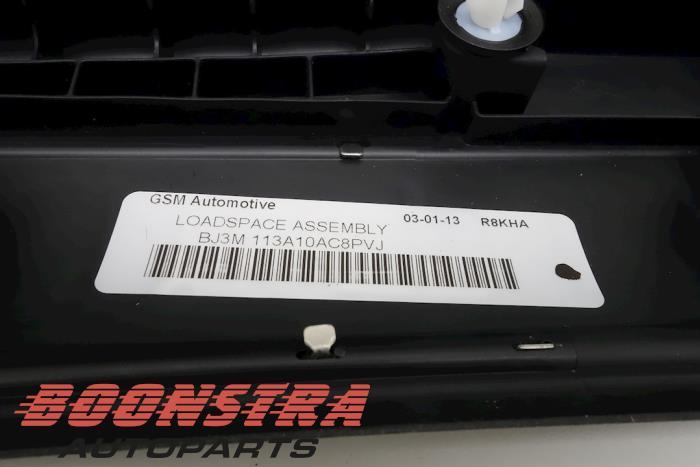 GSM Automotive 03-01-13 R8KHA
LOADSPACE ASSEMBLY
BJ3M 113A10AC8PVJ
BOONSTRA
AUTOPARTS